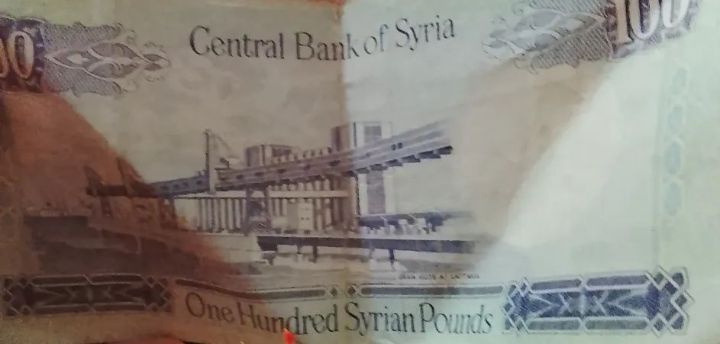 100
Central Bank of Syria
One Hundred Syrian Pounds